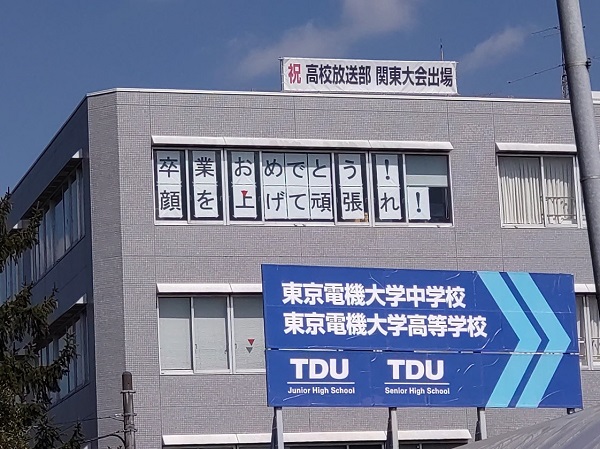 祝 高校放送部 関東大会出場
卒業おめでとう!
顔を上げて頑張れ!
東京電機大学中学校
東京電機大学高等学校
TDU TDU
Junior High School Senior High School